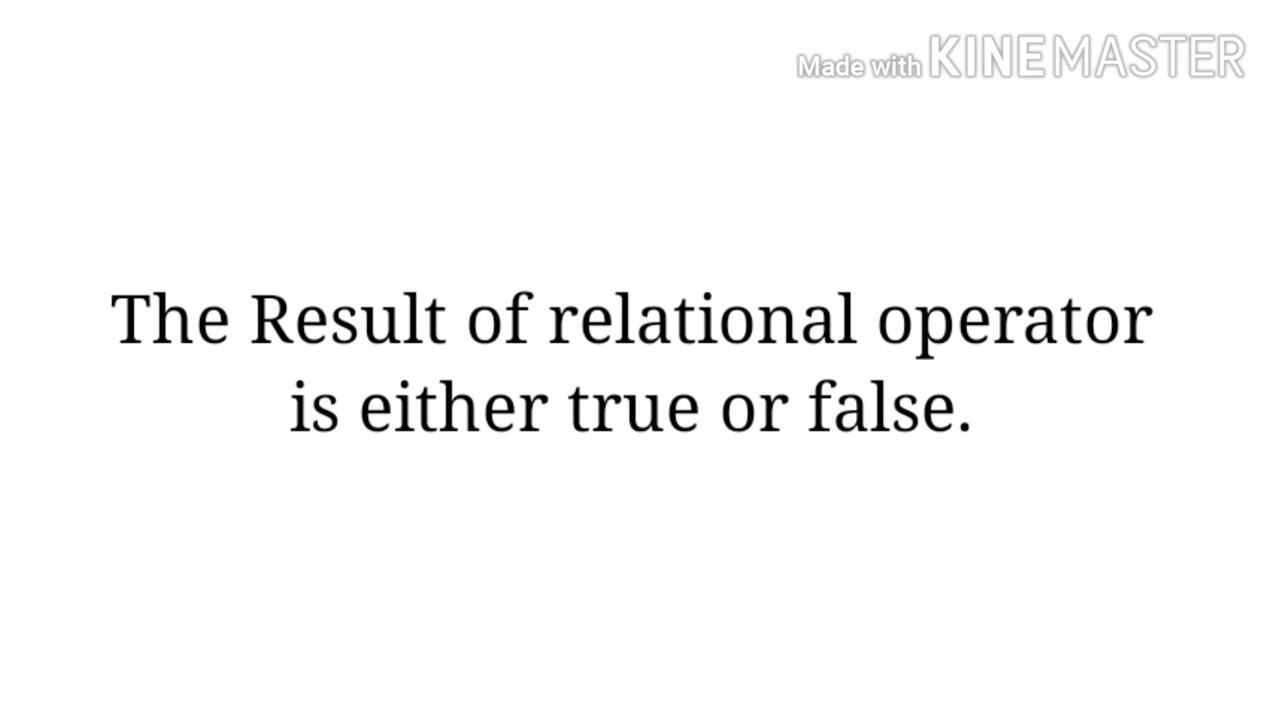 Made with KINEMASTER
The Result of relational operator
is either true or false.